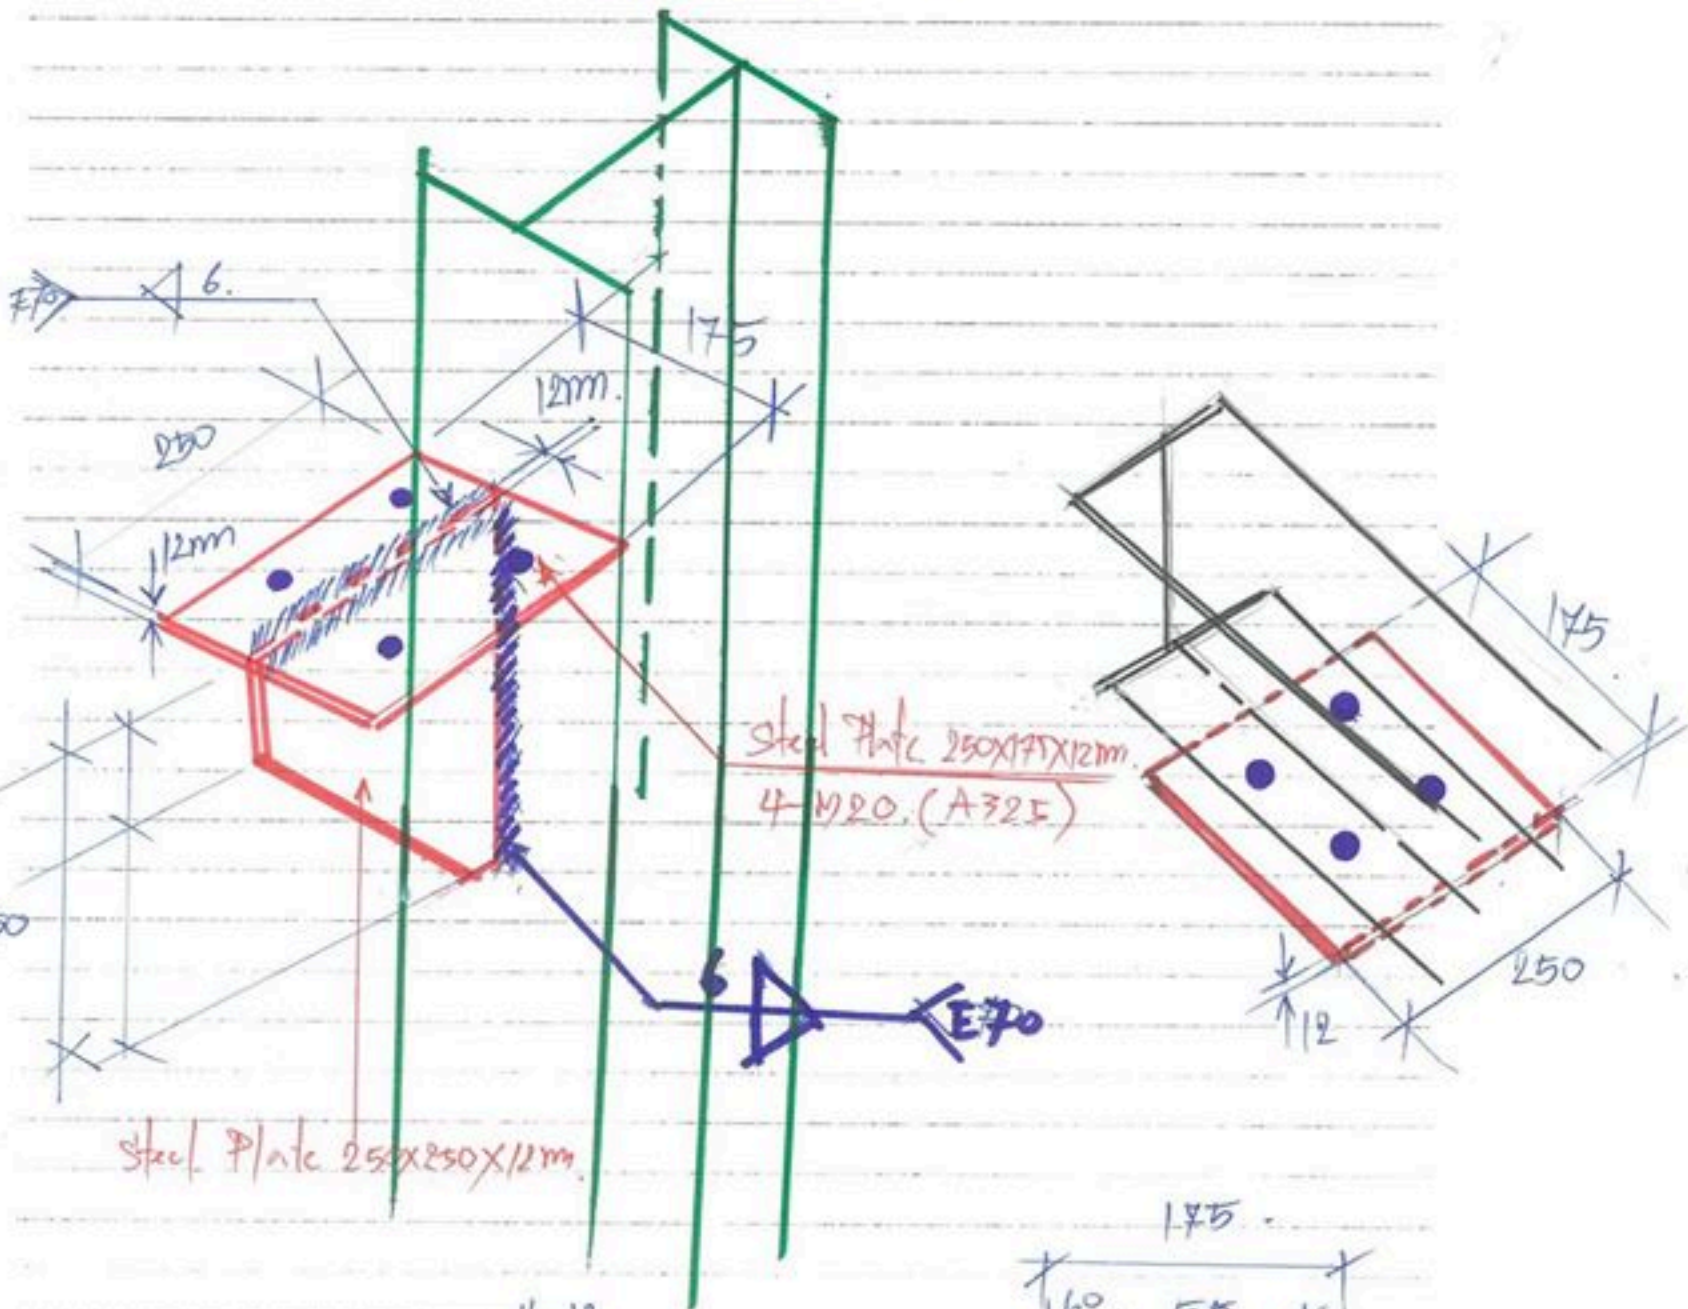 E70 6.
175
12mm.
250
12mm
175
Steel Plate 250X175X12mm.
4-M20.(A325)
250
12
6 E70
Steel Plate 250X250X12mm
175.